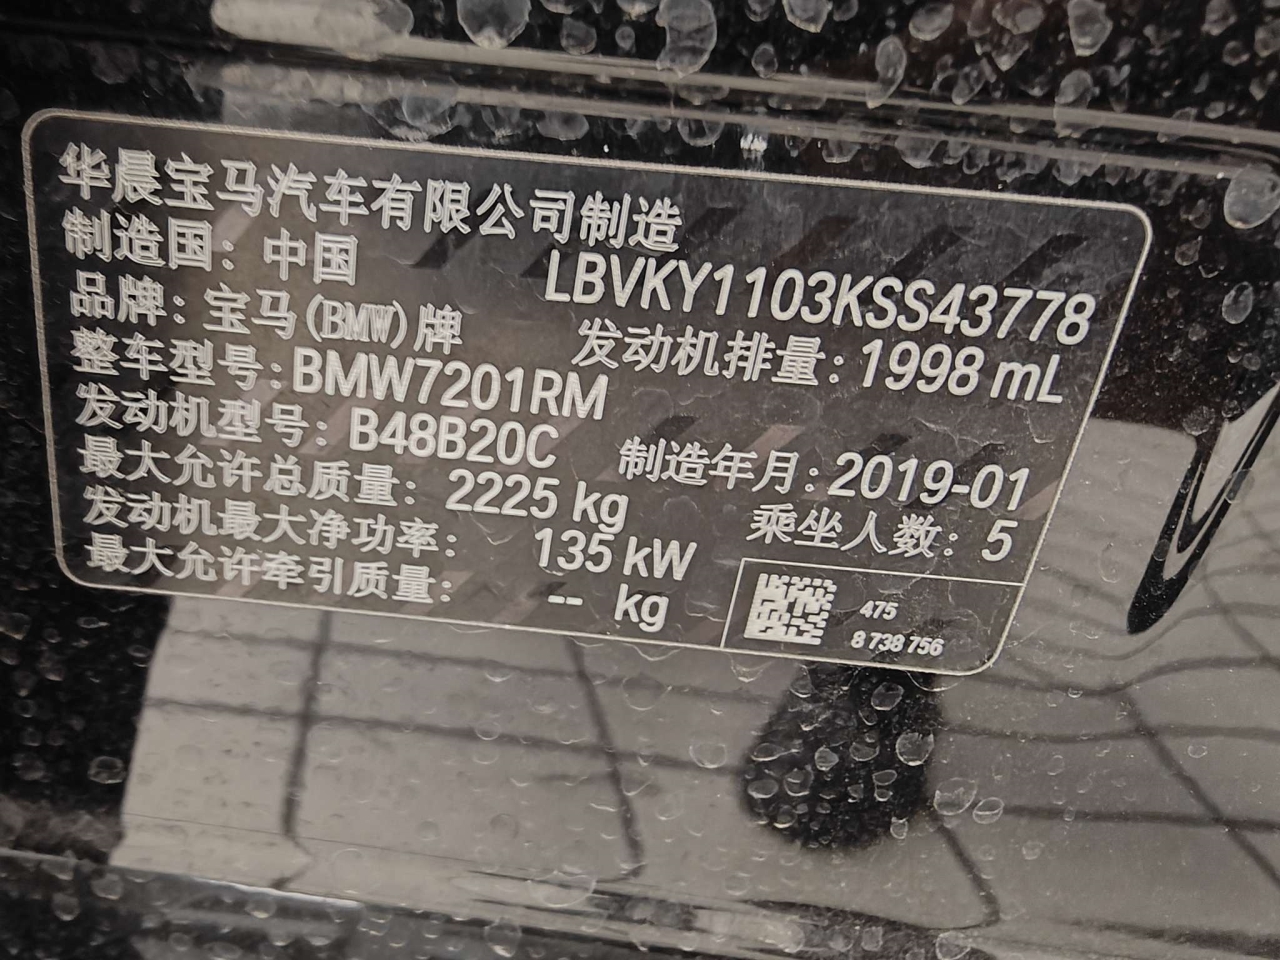 华晨宝马汽车有限公司制造
制造国：中国
LBVKY1103KSS43778
品牌：宝马(BMW)牌
发动机排量：1998 mL
整车型号：BMW7201RM
发动机型号：B48B20C
制造年月：2019-01
最大允许总质量：2225 kg
乘坐人数：5
发动机最大净功率：135 kW
最大允许牵引质量：-- kg
475
8 738 756